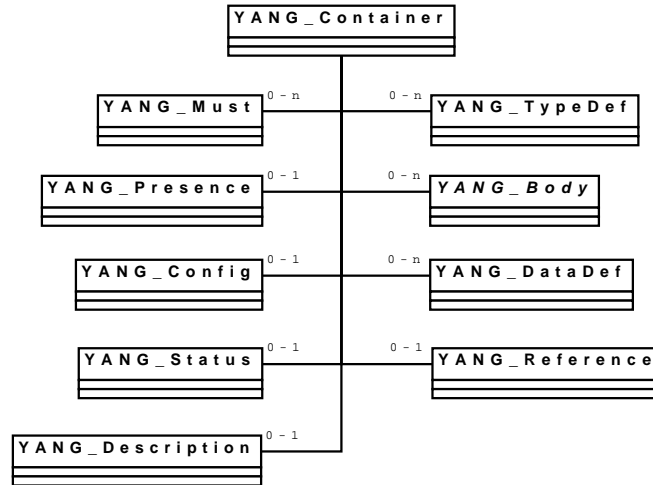 YANG_Container
0-n 0-n
YANG_Must YANG_TypeDef
0-1 0-n
YANG_Presence YANG_Body
0-1 0-n
YANG_Config YANG_DataDef
0-1 0-1
YANG_Status YANG_Reference
0-1
YANG_Description